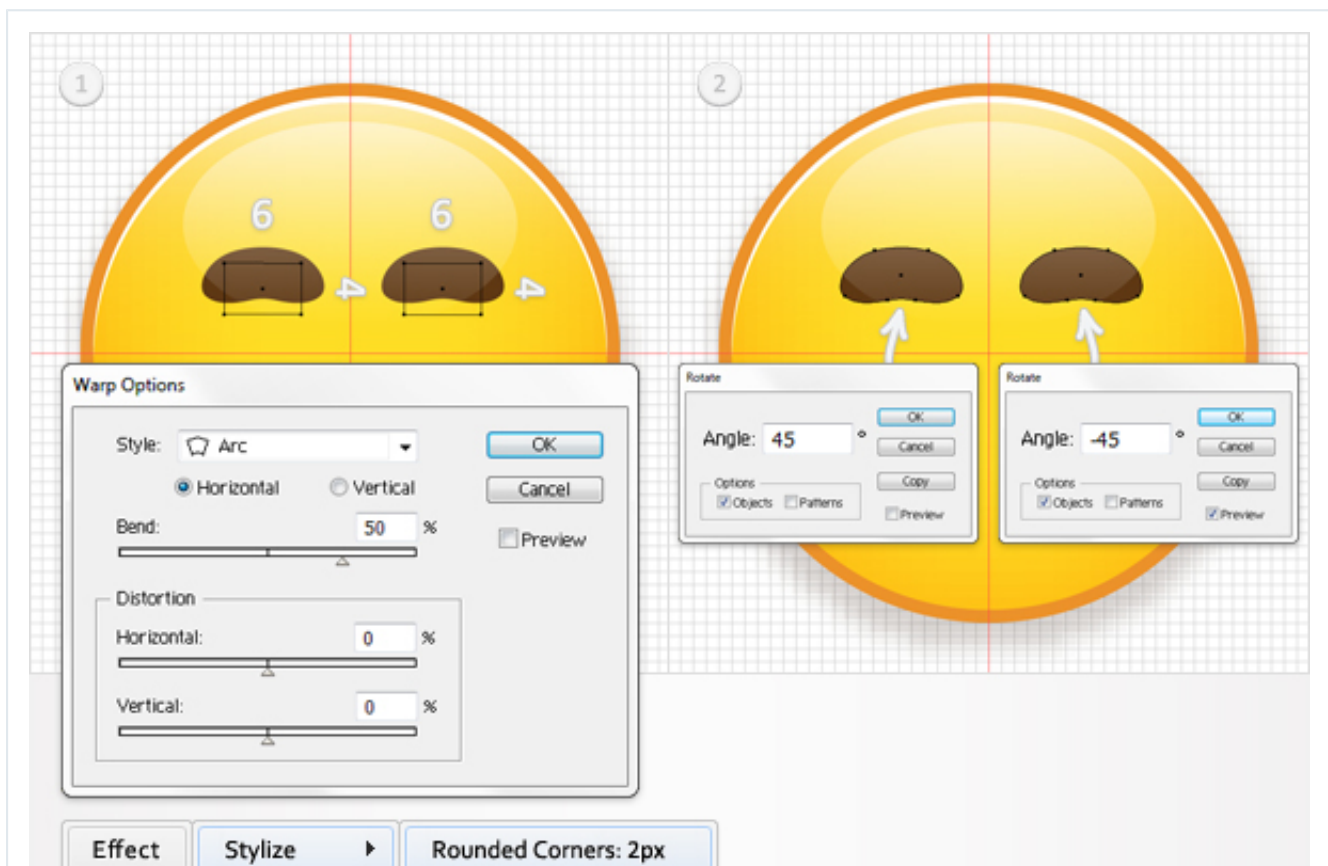 1
6 6
4 4
Warp Options
Style: Arc
Horizontal Vertical
Bend: 50 %
Distortion
Horizontal: 0 %
Vertical: 0 %
OK
Cancel
Preview
Effect Stylize Rounded Corners: 2px
2
Rotate
Angle: 45 °
Options
Objects Patterns
OK
Cancel
Copy
Preview
Rotate
Angle: -45 °
Options
Objects Patterns
OK
Cancel
Copy
Preview